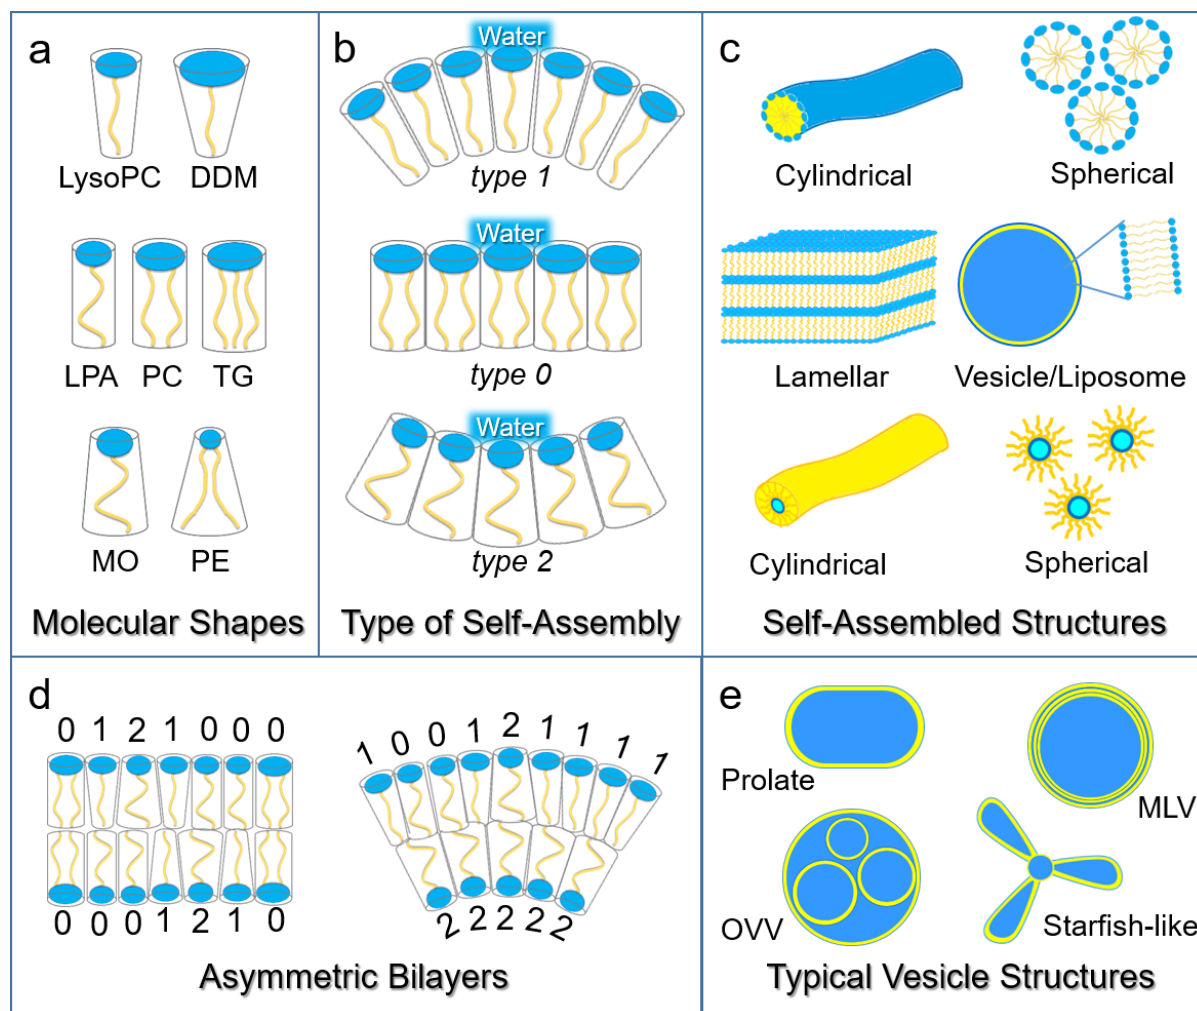 a
LysoPC DDM
LPA PC TG
MO PE
Molecular Shapes
b
Water
type 1
Water
type 0
Water
type 2
Type of Self-Assembly
c
Cylindrical Spherical
Lamellar Vesicle/Liposome
Cylindrical Spherical
Self-Assembled Structures
d
0 1 2 1 0 0 0
0 0 0 1 2 1 0
1 0 0 1 2 1 1 1 1
2 2 2 2 2
Asymmetric Bilayers
e
Prolate
MLV
OVV
Starfish-like
Typical Vesicle Structures